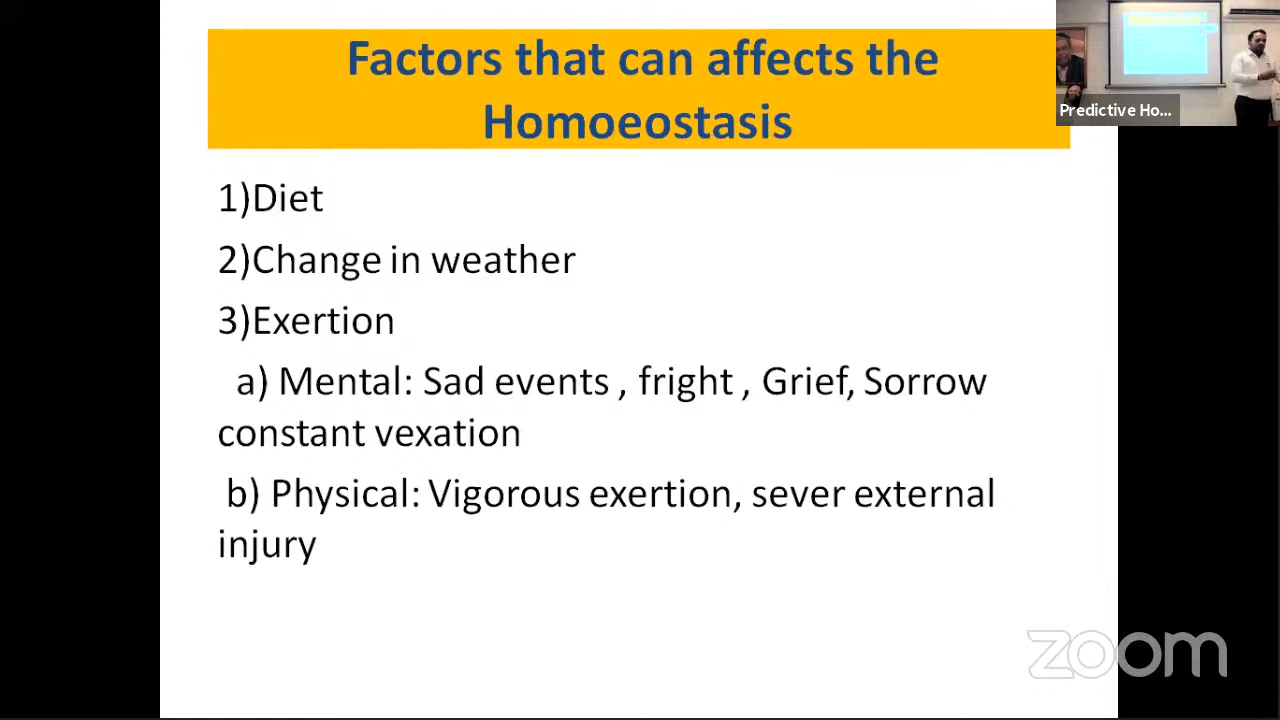 Factors that can affects the
Homoeostasis
Predictive Ho...
1)Diet
2)Change in weather
3)Exertion
a) Mental: Sad events , fright , Grief, Sorrow
constant vexation
b) Physical: Vigorous exertion, sever external
injury
zoom